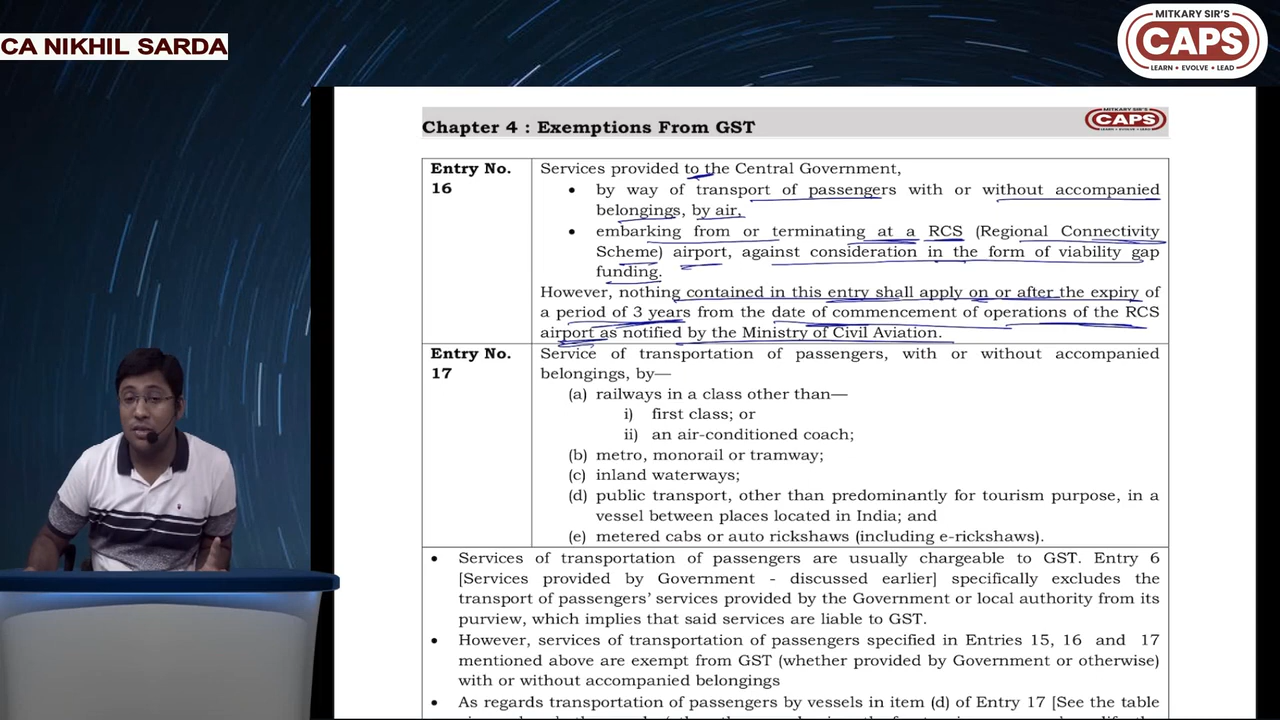 CA NIKHIL SARDA
MITKARY SIR'S
CAPS
LEARN • EVOLVE • LEAD
Chapter 4 : Exemptions From GST
MITKARY SIR'S
CAPS
Entry No.
16
Services provided to the Central Government,
• by way of transport of passengers with or without accompanied
belongings, by air,
• embarking from or terminating at a RCS (Regional Connectivity
Scheme) airport, against consideration in the form of viability gap
funding.
However, nothing contained in this entry shall apply on or after the expiry of
a period of 3 years from the date of commencement of operations of the RCS
airport as notified by the Ministry of Civil Aviation.
Entry No.
17
Service of transportation of passengers, with or without accompanied
belongings, by—
(a) railways in a class other than—
i) first class; or
ii) an air-conditioned coach;
(b) metro, monorail or tramway;
(c) inland waterways;
(d) public transport, other than predominantly for tourism purpose, in a
vessel between places located in India; and
(e) metered cabs or auto rickshaws (including e-rickshaws).
• Services of transportation of passengers are usually chargeable to GST. Entry 6
[Services provided by Government - discussed earlier] specifically excludes the
transport of passengers' services provided by the Government or local authority from its
purview, which implies that said services are liable to GST.
• However, services of transportation of passengers specified in Entries 15, 16 and 17
mentioned above are exempt from GST (whether provided by Government or otherwise)
with or without accompanied belongings
• As regards transportation of passengers by vessels in item (d) of Entry 17 [See the table